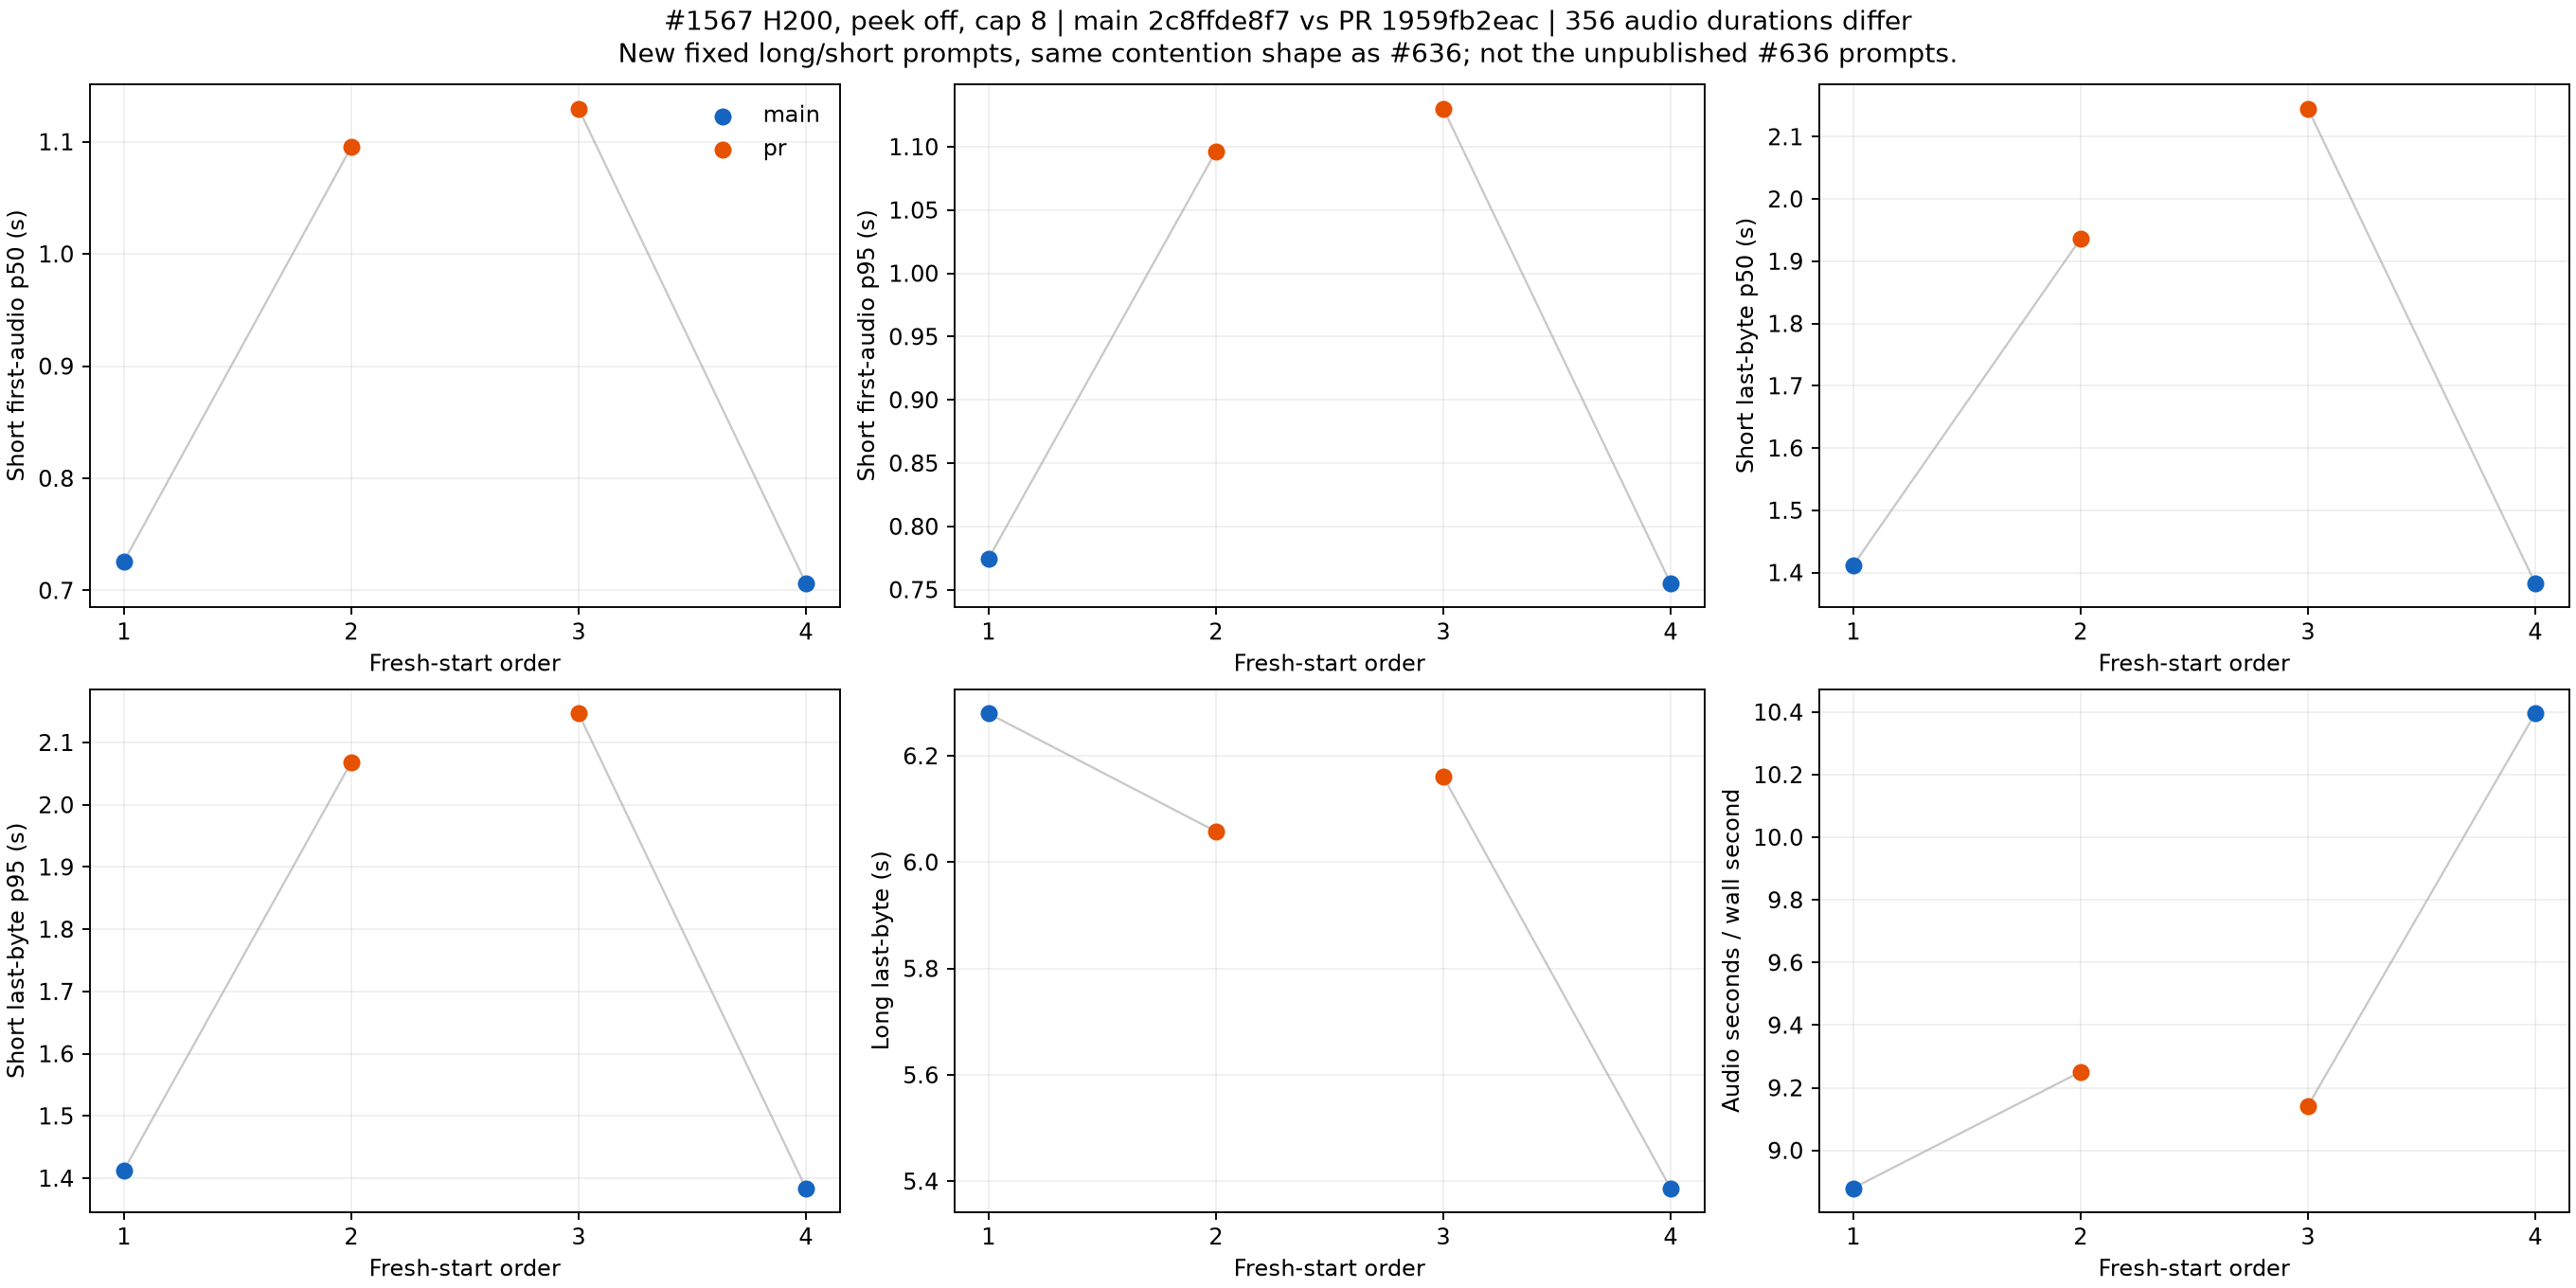 #1567 H200, peek off, cap 8 | main 2c8ffde8f7 vs PR 1959fb2eac | 356 audio durations differ
New fixed long/short prompts, same contention shape as #636; not the unpublished #636 prompts.
Short first-audio p50 (s)
1.1
1.0
0.9
0.8
0.7
main
pr
1 2 3 4
Fresh-start order
Short first-audio p95 (s)
1.10
1.05
1.00
0.95
0.90
0.85
0.80
0.75
1 2 3 4
Fresh-start order
Short last-byte p50 (s)
2.1
2.0
1.9
1.8
1.7
1.6
1.5
1.4
1 2 3 4
Fresh-start order
Short last-byte p95 (s)
2.1
2.0
1.9
1.8
1.7
1.6
1.5
1.4
1 2 3 4
Fresh-start order
Long last-byte (s)
6.2
6.0
5.8
5.6
5.4
1 2 3 4
Fresh-start order
Audio seconds / wall second
10.4
10.2
10.0
9.8
9.6
9.4
9.2
9.0
1 2 3 4
Fresh-start order